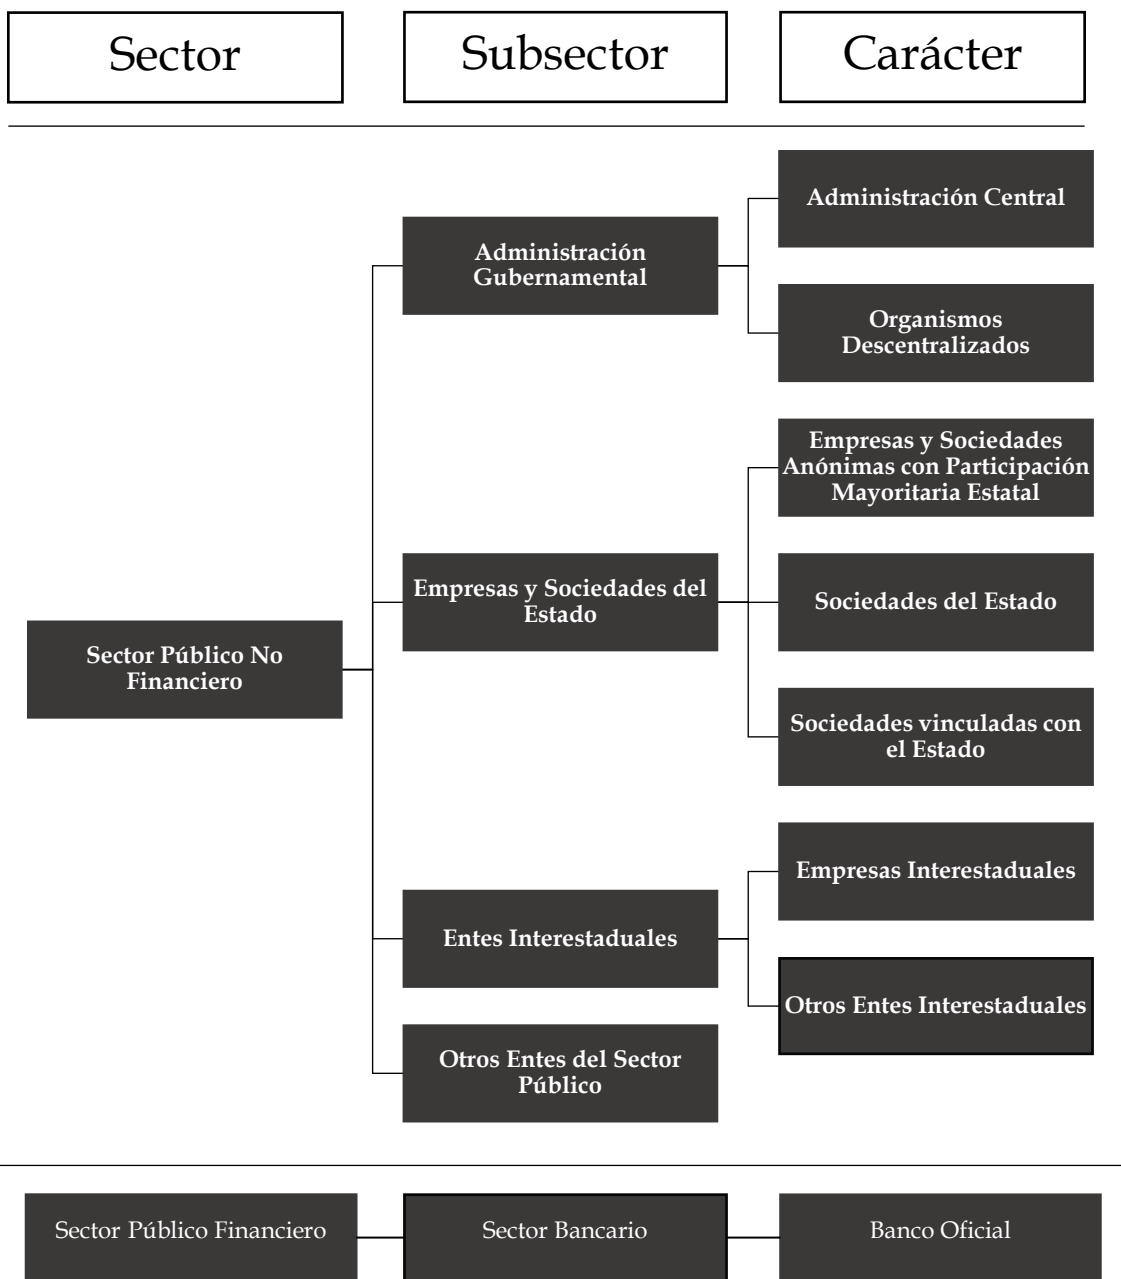 Sector
Subsector
Carácter
Administración Central
Administración
Gubernamental
Organismos
Descentralizados
Empresas y Sociedades
Anónimas con Participación
Mayoritaria Estatal
Empresas y Sociedades del
Estado
Sociedades del Estado
Sector Público No
Financiero
Sociedades vinculadas con
el Estado
Empresas Interestaduales
Entes Interestaduales
Otros Entes Interestaduales
Otros Entes del Sector
Público
Sector Público Financiero
Sector Bancario
Banco Oficial